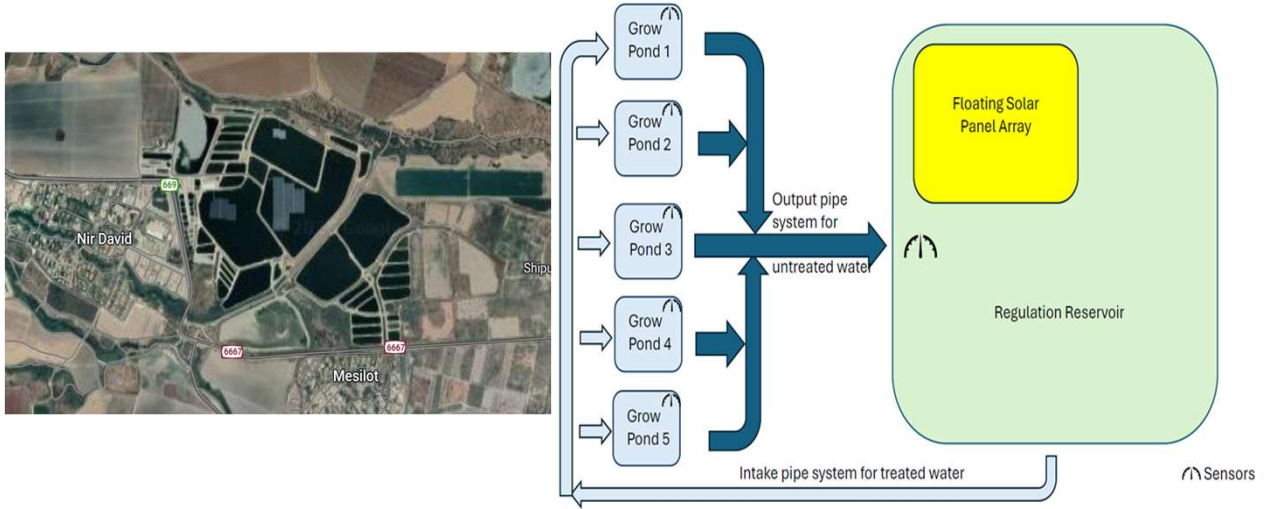 669
Nir David
Shipu
6667
6667
Mesilot
Grow
Pond 1
Grow
Pond 2
Grow
Pond 3
Grow
Pond 4
Grow
Pond 5
Output pipe
system for
untreated water
Floating Solar
Panel Array
Regulation Reservoir
Intake pipe system for treated water
Sensors